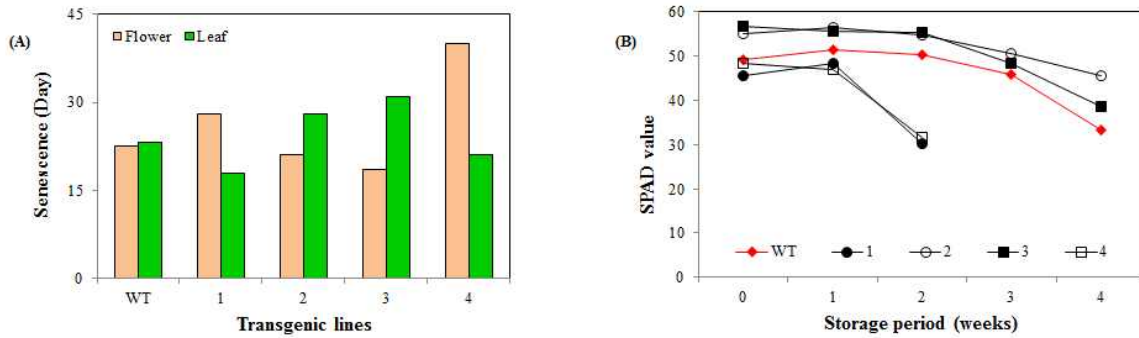 (A)
Flower Leaf
45
30
15
0
Senescence (Day)
WT 1 2 3 4
Transgenic lines
(B)
60
50
40
30
20
10
0
SPAD value
WT 1 2 3 4
0 1 2 3 4
Storage period (weeks)